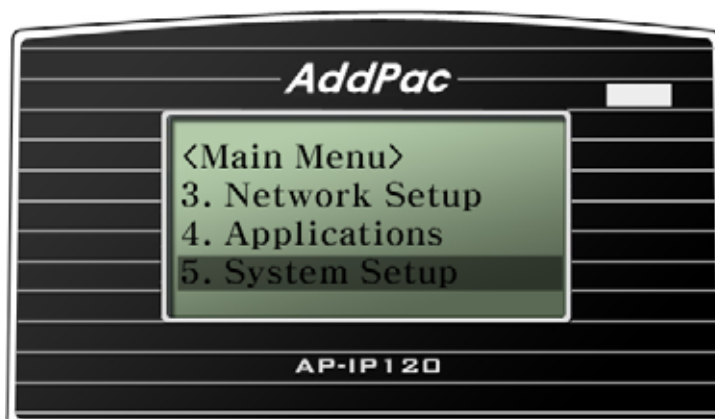 AddPac
<Main Menu>
3. Network Setup
4. Applications
5. System Setup
AP-IP120